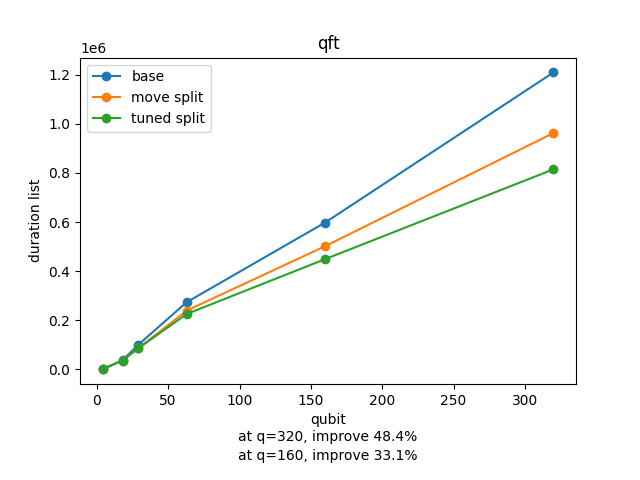 qft
1e6
base
move split
tuned split
1.2
1.0
0.8
0.6
0.4
0.2
0.0
duration list
0 50 100 150 200 250 300
qubit
at q=320, improve 48.4%
at q=160, improve 33.1%